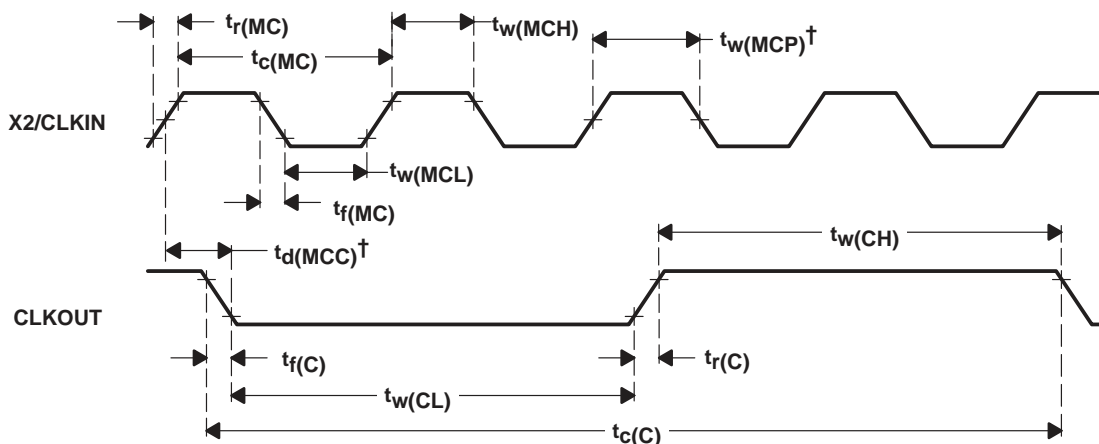 tr(MC)
tw(MCH)
tc(MC)
tw(MCP)†
X2/CLKIN
tw(MCL)
tf(MC)
tw(CH)
td(MCC)†
CLKOUT
tf(C)
tr(C)
tw(CL)
tc(C)